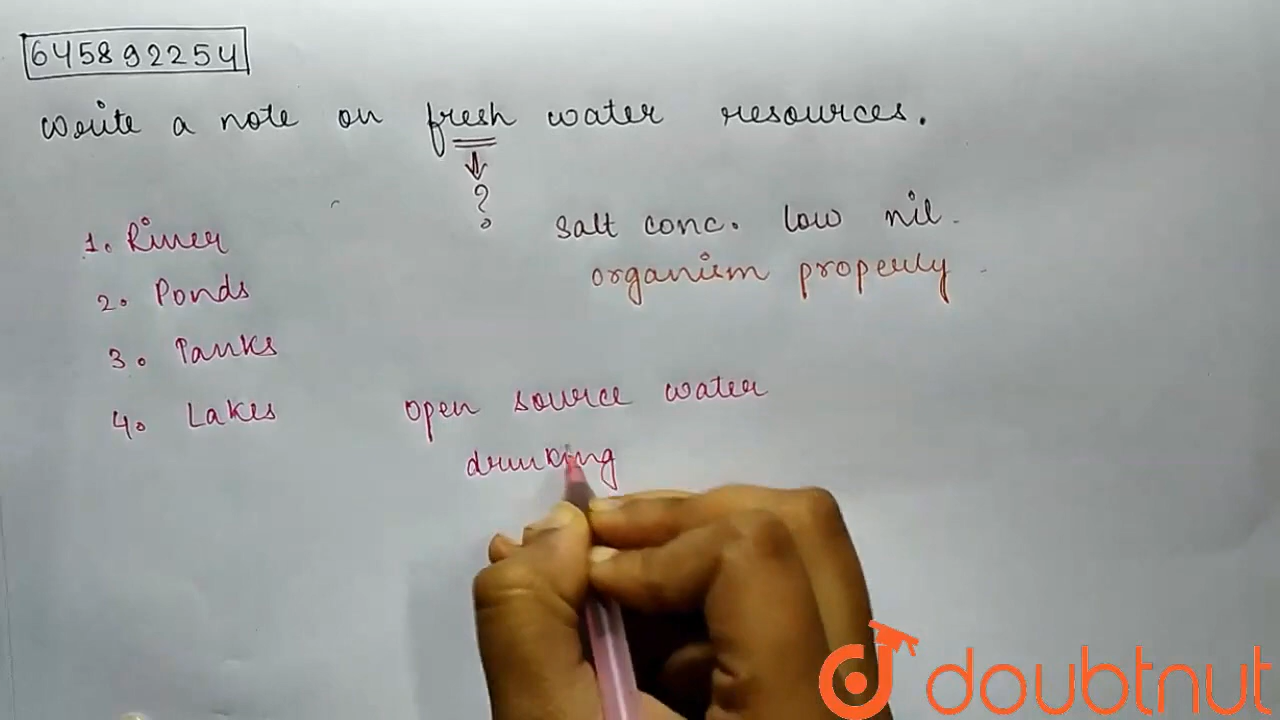 645892254
Write a note on fresh water resources.
?
salt conc. low nil.
organism properly.
1. River
2. Ponds
3. Tanks
4. Lakes
open source water
drinking
doubtnut